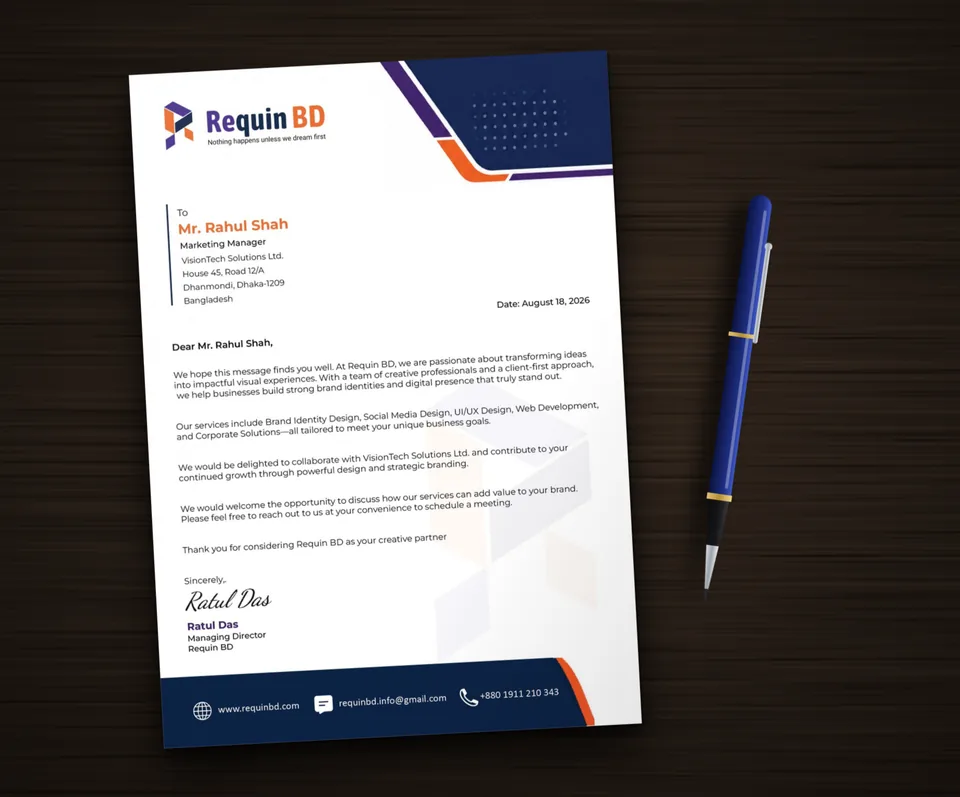 Requin BD
Nothing happens unless we dream first
To
Mr. Rahul Shah
Marketing Manager
VisionTech Solutions Ltd.
House 45, Road 12/A
Dhanmondi, Dhaka-1209
Bangladesh
Date: August 18, 2026
Dear Mr. Rahul Shah,
We hope this message finds you well. At Requin BD, we are passionate about transforming ideas
into impactful visual experiences. With a team of creative professionals and a client-first approach,
we help businesses build strong brand identities and digital presence that truly stand out.
Our services include Brand Identity Design, Social Media Design, UI/UX Design, Web Development,
and Corporate Solutions—all tailored to meet your unique business goals.
We would be delighted to collaborate with VisionTech Solutions Ltd. and contribute to your
continued growth through powerful design and strategic branding.
We would welcome the opportunity to discuss how our services can add value to your brand.
Please feel free to reach out to us at your convenience to schedule a meeting.
Thank you for considering Requin BD as your creative partner
Sincerely,.
Ratul Das
Ratul Das
Managing Director
Requin BD
www.requinbd.com
requinbd.info@gmail.com
+880 1911 210 343